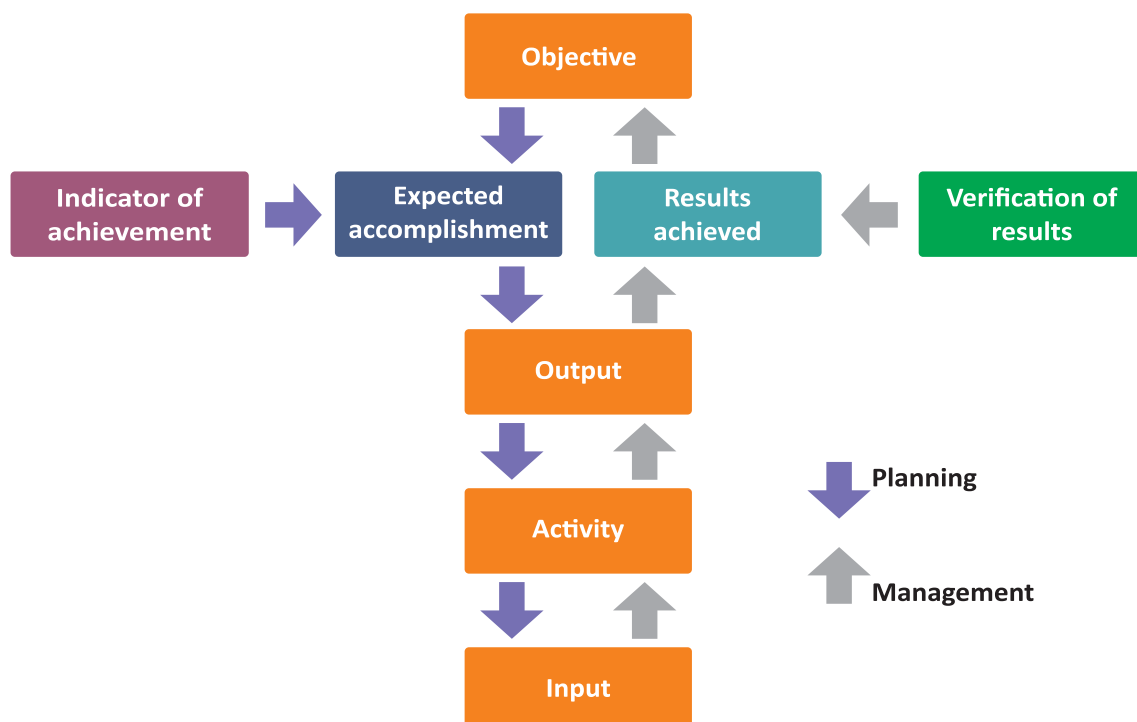 Objective
Indicator of
achievement
Expected
accomplishment
Results
achieved
Verification of
results
Output
Activity
Input
Planning
Management